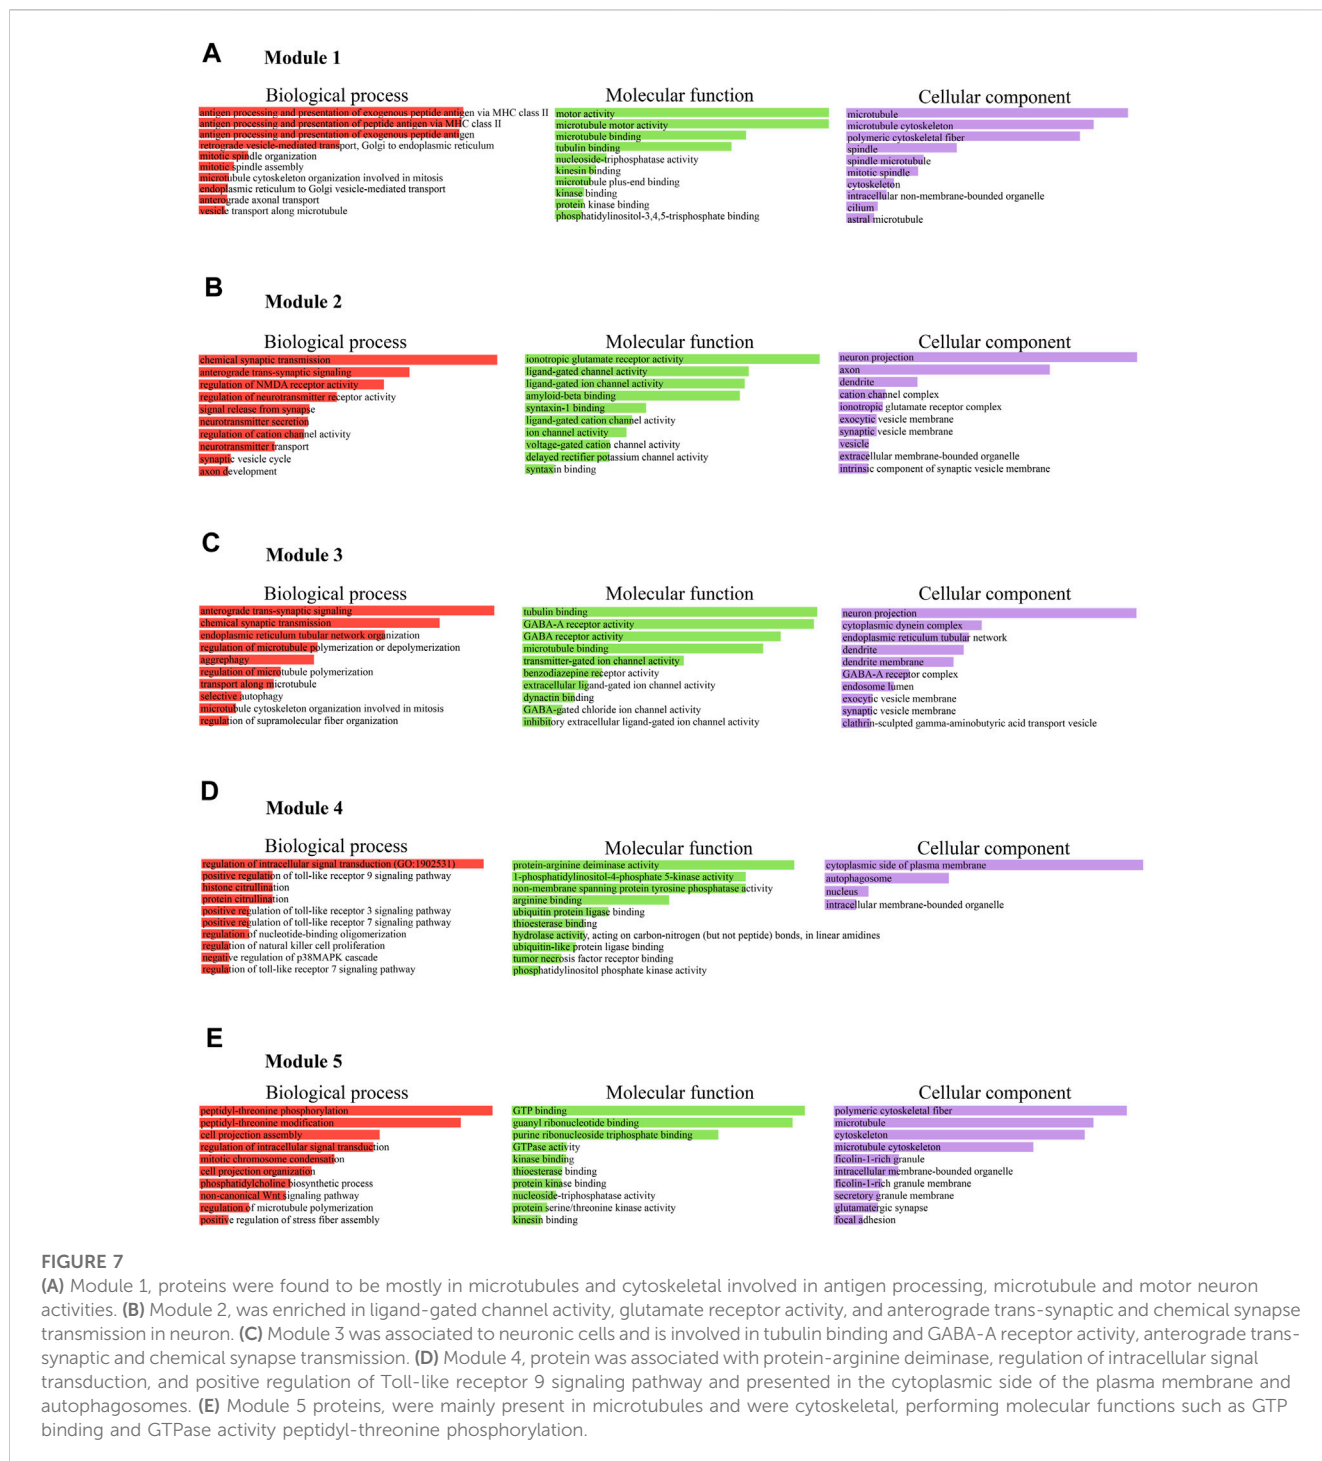 A
Module 1
Biological process
antigen processing and presentation of exogenous peptide antigen via MHC class II
antigen processing and presentation of peptide antigen via MHC class II
antigen processing and presentation of exogenous peptide antigen
retrograde vesicle-mediated transport, Golgi to endoplasmic reticulum
mitotic spindle organization
mitotic spindle assembly
microtubule cytoskeleton organization involved in mitosis
endoplasmic reticulum to Golgi vesicle-mediated transport
anterograde axonal transport
vesicle transport along microtubule
Molecular function
motor activity
microtubule motor activity
microtubule binding
tubulin binding
nucleoside-triphosphatase activity
kinesin binding
microtubule plus-end binding
kinase binding
protein kinase binding
phosphatidylinositol-3,4,5-trisphosphate binding
Cellular component
microtubule
microtubule cytoskeleton
polymeric cytoskeletal fiber
spindle
spindle microtubule
mitotic spindle
cytoskeleton
intracellular non-membrane-bounded organelle
cilium
astral microtubule
B
Module 2
Biological process
chemical synaptic transmission
anterograde trans-synaptic signaling
regulation of NMDA receptor activity
regulation of neurotransmitter receptor activity
signal release from synapse
neurotransmitter secretion
regulation of cation channel activity
neurotransmitter transport
synaptic vesicle cycle
axon development
Molecular function
ionotropic glutamate receptor activity
ligand-gated channel activity
ligand-gated ion channel activity
amyloid-beta binding
syntaxin-1 binding
ligand-gated cation channel activity
ion channel activity
voltage-gated cation channel activity
delayed rectifier potassium channel activity
syntaxin binding
Cellular component
neuron projection
axon
dendrite
cation channel complex
ionotropic glutamate receptor complex
exocytic vesicle membrane
synaptic vesicle membrane
vesicle
extracellular membrane-bounded organelle
intrinsic component of synaptic vesicle membrane
C
Module 3
Biological process
anterograde trans-synaptic signaling
chemical synaptic transmission
endoplasmic reticulum tubular network organization
regulation of microtubule polymerization or depolymerization
aggrephagy
regulation of microtubule polymerization
transport along microtubule
selective autophagy
microtubule cytoskeleton organization involved in mitosis
regulation of supramolecular fiber organization
Molecular function
tubulin binding
GABA-A receptor activity
GABA receptor activity
microtubule binding
transmitter-gated ion channel activity
benzodiazepine receptor activity
extracellular ligand-gated ion channel activity
dynactin binding
GABA-gated chloride ion channel activity
inhibitory extracellular ligand-gated ion channel activity
Cellular component
neuron projection
cytoplasmic dynein complex
endoplasmic reticulum tubular network
dendrite
dendrite membrane
GABA-A receptor complex
endosome lumen
exocytic vesicle membrane
synaptic vesicle membrane
clathrin-sculpted gamma-aminobutyric acid transport vesicle
D
Module 4
Biological process
regulation of intracellular signal transduction (GO:1902531)
positive regulation of toll-like receptor 9 signaling pathway
histone citrullination
protein citrullination
positive regulation of toll-like receptor 3 signaling pathway
positive regulation of toll-like receptor 7 signaling pathway
regulation of nucleotide-binding oligomerization
regulation of natural killer cell proliferation
negative regulation of p38MAPK cascade
regulation of toll-like receptor 7 signaling pathway
Molecular function
protein-arginine deiminase activity
1-phosphatidylinositol-4-phosphate 5-kinase activity
non-membrane spanning protein tyrosine phosphatase activity
arginine binding
ubiquitin protein ligase binding
thioesterase binding
hydrolase activity, acting on carbon-nitrogen (but not peptide) bonds, in linear amidines
ubiquitin-like protein ligase binding
tumor necrosis factor receptor binding
phosphatidylinositol phosphate kinase activity
Cellular component
cytoplasmic side of plasma membrane
autophagosome
nucleus
intracellular membrane-bounded organelle
E
Module 5
Biological process
peptidyl-threonine phosphorylation
peptidyl-threonine modification
cell projection assembly
regulation of intracellular signal transduction
mitotic chromosome condensation
cell projection organization
phosphatidylcholine biosynthetic process
non-canonical Wnt signaling pathway
regulation of microtubule polymerization
positive regulation of stress fiber assembly
Molecular function
GTP binding
guanyl ribonucleotide binding
purine ribonucleoside triphosphate binding
GTPase activity
kinase binding
thioesterase binding
protein kinase binding
nucleoside-triphosphatase activity
protein serine/threonine kinase activity
kinesin binding
Cellular component
polymeric cytoskeletal fiber
microtubule
cytoskeleton
microtubule cytoskeleton
ficolin-1-rich granule
intracellular membrane-bounded organelle
ficolin-1-rich granule membrane
secretory granule membrane
glutamatergic synapse
focal adhesion
FIGURE 7
(A) Module 1, proteins were found to be mostly in microtubules and cytoskeletal involved in antigen processing, microtubule and motor neuron
activities. (B) Module 2, was enriched in ligand-gated channel activity, glutamate receptor activity, and anterograde trans-synaptic and chemical synapse
transmission in neuron. (C) Module 3 was associated to neuronic cells and is involved in tubulin binding and GABA-A receptor activity, anterograde trans-
synaptic and chemical synapse transmission. (D) Module 4, protein was associated with protein-arginine deiminase, regulation of intracellular signal
transduction, and positive regulation of Toll-like receptor 9 signaling pathway and presented in the cytoplasmic side of the plasma membrane and
autophagosomes. (E) Module 5 proteins, were mainly present in microtubules and were cytoskeletal, performing molecular functions such as GTP
binding and GTPase activity peptidyl-threonine phosphorylation.